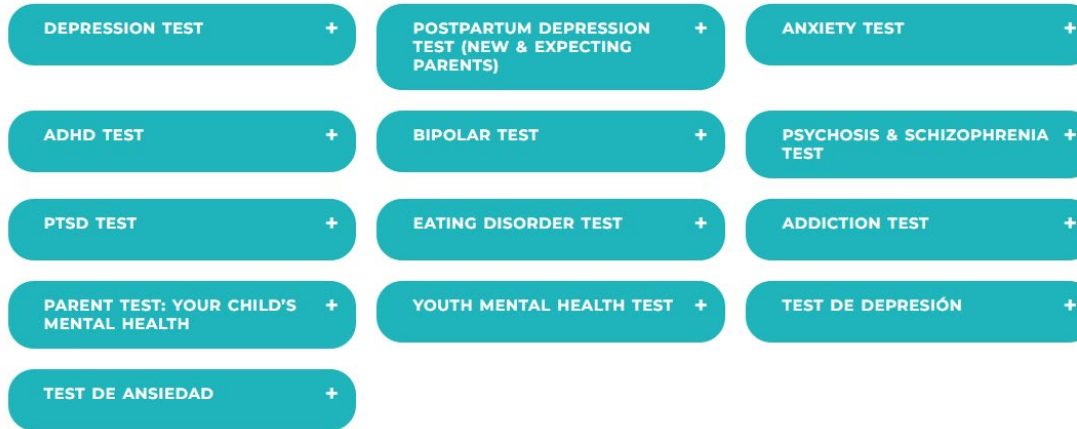 DEPRESSION TEST +
POSTPARTUM DEPRESSION +
TEST (NEW & EXPECTING
PARENTS)
ANXIETY TEST +
ADHD TEST +
BIPOLAR TEST +
PSYCHOSIS & SCHIZOPHRENIA +
TEST
PTSD TEST +
EATING DISORDER TEST +
ADDICTION TEST +
PARENT TEST: YOUR CHILD’S +
MENTAL HEALTH
YOUTH MENTAL HEALTH TEST +
TEST DE DEPRESIÓN +
TEST DE ANSIEDAD +